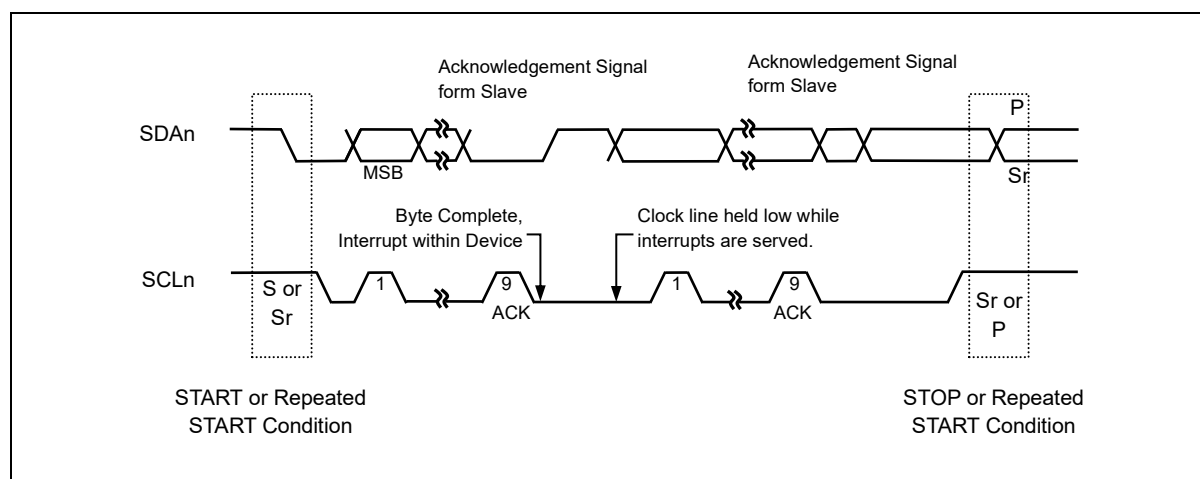 Acknowledgement Signal
form Slave
Acknowledgement Signal
form Slave
P
SDAn
MSB
Sr
Byte Complete,
Interrupt within Device
Clock line held low while
interrupts are served.
SCLn
S or
Sr
1
9
ACK
1
9
ACK
Sr or
P
START or Repeated
START Condition
STOP or Repeated
START Condition